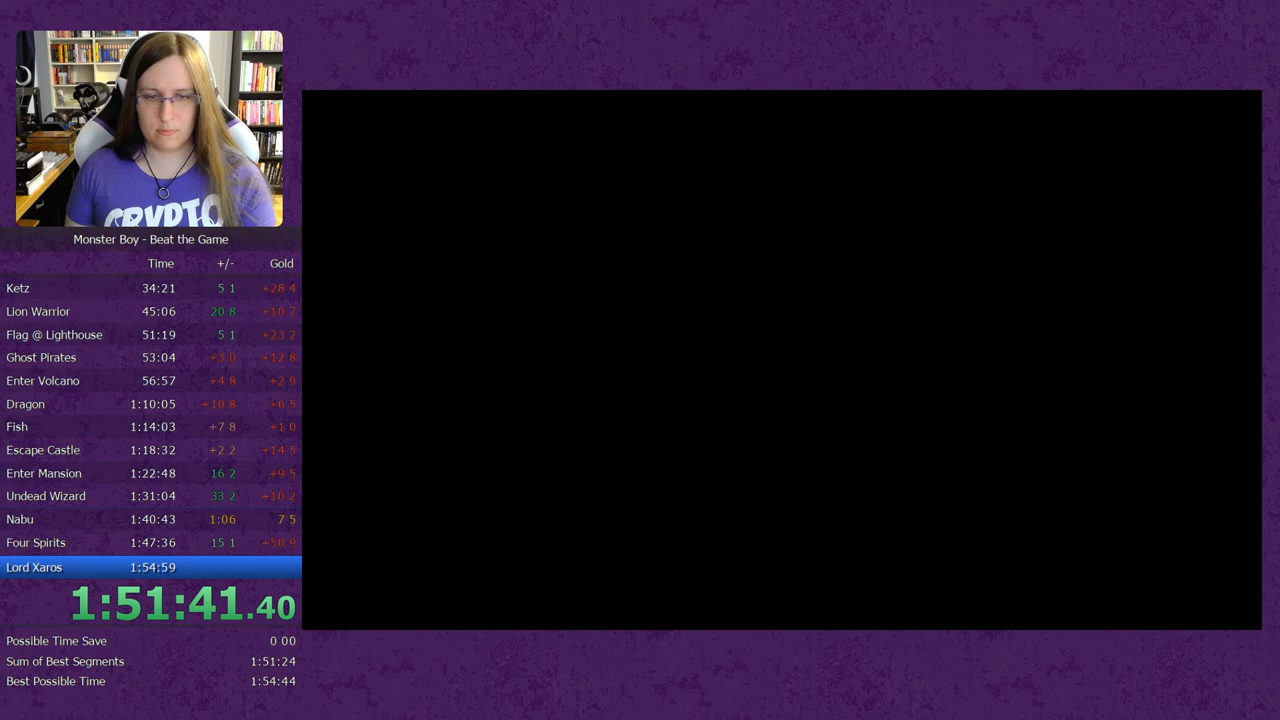 CRYPTO
Monster Boy - Beat the Game
Time +/- Gold
Ketz 34:21 5 1 +28 4
Lion Warrior 45:06 20 8 +10 7
Flag @ Lighthouse 51:19 5 1 +23 2
Ghost Pirates 53:04 +3 0 +12 8
Enter Volcano 56:57 +4 8 +2 9
Dragon 1:10:05 +10 8 +6 5
Fish 1:14:03 +7 8 +1 0
Escape Castle 1:18:32 +2 2 +14 5
Enter Mansion 1:22:48 16 2 +9 5
Undead Wizard 1:31:04 33 2 +10 2
Nabu 1:40:43 1:06 7 5
Four Spirits 1:47:36 15 1 +50 9
Lord Xaros 1:54:59
1:51:41.40
Possible Time Save 0 00
Sum of Best Segments 1:51:24
Best Possible Time 1:54:44